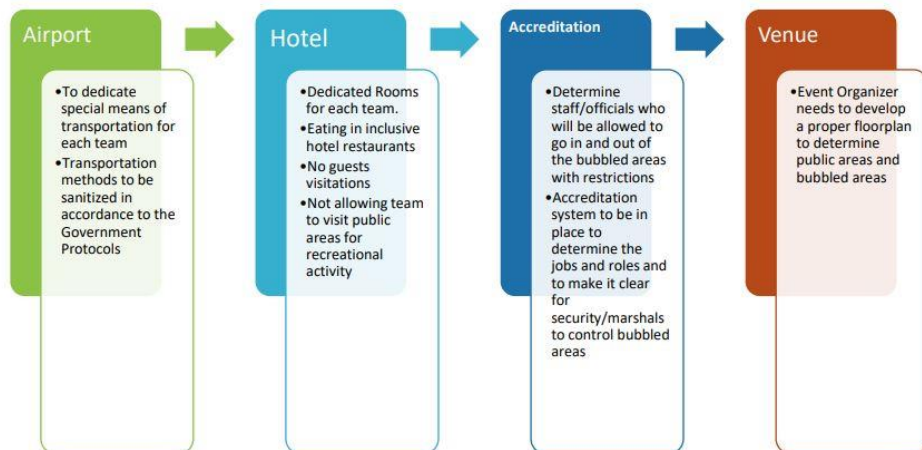 Airport
•To dedicate
special means of
transportation for
each team
•Transportation
methods to be
sanitized in
accordance to the
Government
Protocols
Hotel
•Dedicated Rooms
for each team.
•Eating in inclusive
hotel restaurants
•No guests
visitations
•Not allowing team
to visit public
areas for
recreational
activity
Accreditation
•Determine
staff/officials who
will be allowed to
go in and out of
the bubbled areas
with restrictions
•Accreditation
system to be in
place to
determine the
jobs and roles and
to make it clear
for
security/marshals
to control bubbled
areas
Venue
•Event Organizer
needs to develop
a proper floorplan
to determine
public areas and
bubbled areas